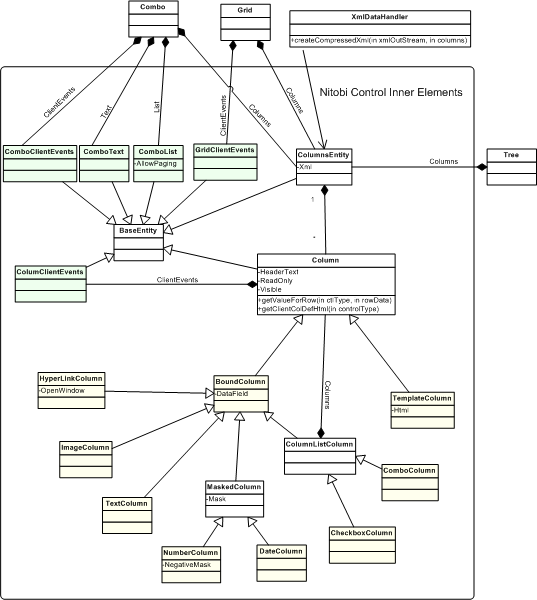 Combo
Grid
XmlDataHandler
+createCompressedXml(in xmlOutStream, in columns)
Nitobi Control Inner Elements
ClientEvents
Text
List
Columns
ClientEvents
Columns
ComboClientEvents
ComboText
ComboList
-AllowPaging
GridClientEvents
ColumnsEntity
-Xml
Columns
Tree
1
*
BaseEntity
ColumClientEvents
ClientEvents
Column
-HeaderText
-ReadOnly
-Visible
+getValueForRow(in ctlType, in rowData)
+getClientColDefHtml(in controlType)
HyperLinkColumn
-OpenWindow
BoundColumn
-DataField
Columns
TemplateColumn
-Html
ImageColumn
ColumnListColumn
ComboColumn
TextColumn
MaskedColumn
-Mask
CheckboxColumn
NumberColumn
-NegativeMask
DateColumn